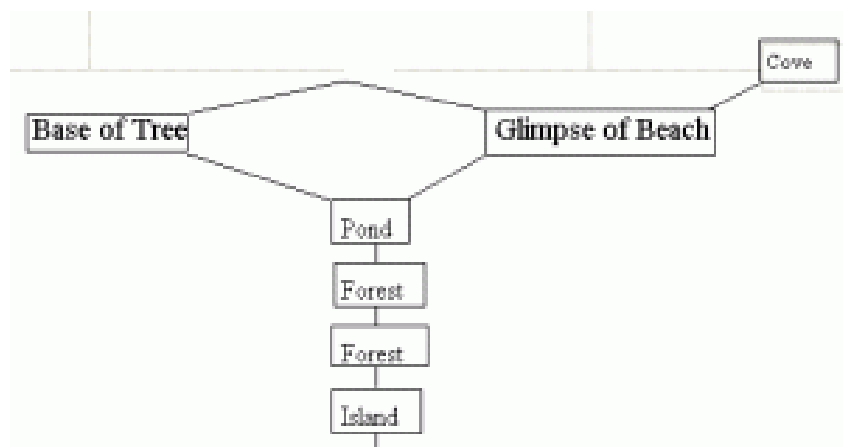 Cove
Base of Tree
Glimpse of Beach
Pond
Forest
Forest
Island